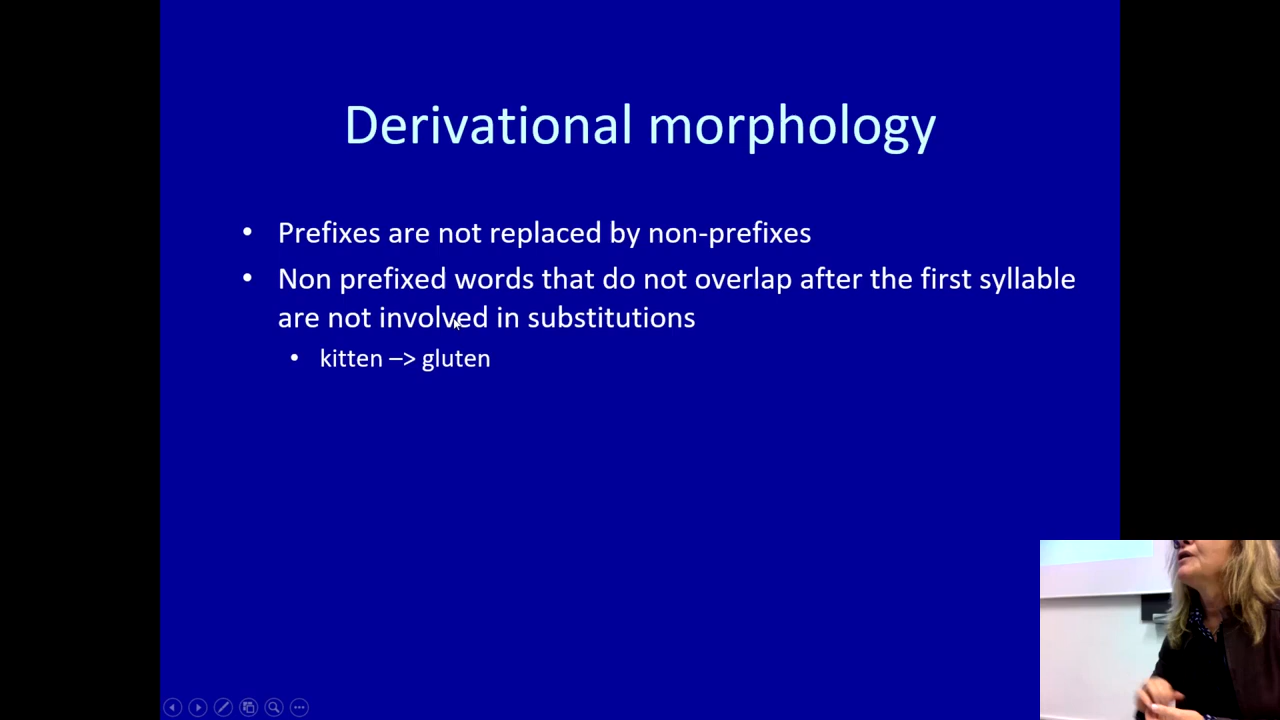 Derivational morphology
• Prefixes are not replaced by non-prefixes
• Non prefixed words that do not overlap after the first syllable
are not involved in substitutions
• kitten –> gluten